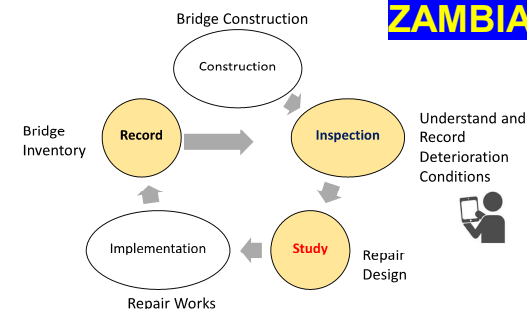 ZAMBIA
Bridge Construction
Construction
Bridge
Inventory
Record
Inspection
Understand and
Record
Deterioration
Conditions
Implementation
Study
Repair
Design
Repair Works